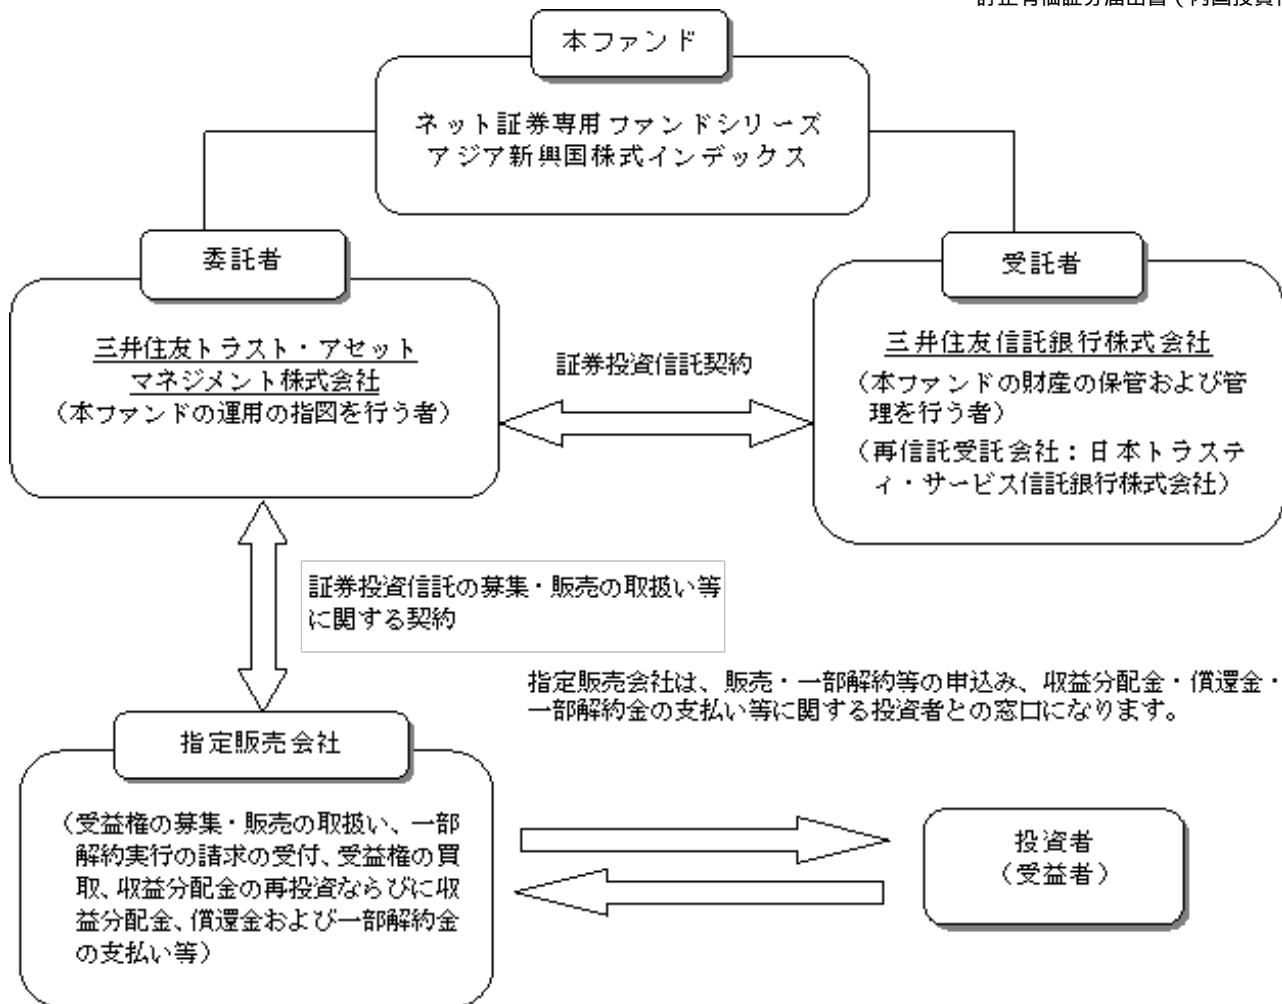 本ファンド
ネット証券専用ファンドシリーズ
アジア新興国株式インデックス
委託者
三井住友トラスト・アセット
マネジメント株式会社
（本ファンドの運用の指図を行う者）
証券投資信託契約
受託者
三井住友信託銀行株式会社
（本ファンドの財産の保管および管
理を行う者）
（再信託受託会社：日本トラステ
ィ・サービス信託銀行株式会社）
証券投資信託の募集・販売の取扱い等
に関する契約
指定販売会社は、販売・一部解約等の申込み、収益分配金・償還金・
一部解約金の支払い等に関する投資者との窓口になります。
指定販売会社
（受益権の募集・販売の取扱い、一部
解約実行の請求の受付、受益権の買
取、収益分配金の再投資ならびに収
益分配金、償還金および一部解約金
の支払い等）
投資者
（受益者）